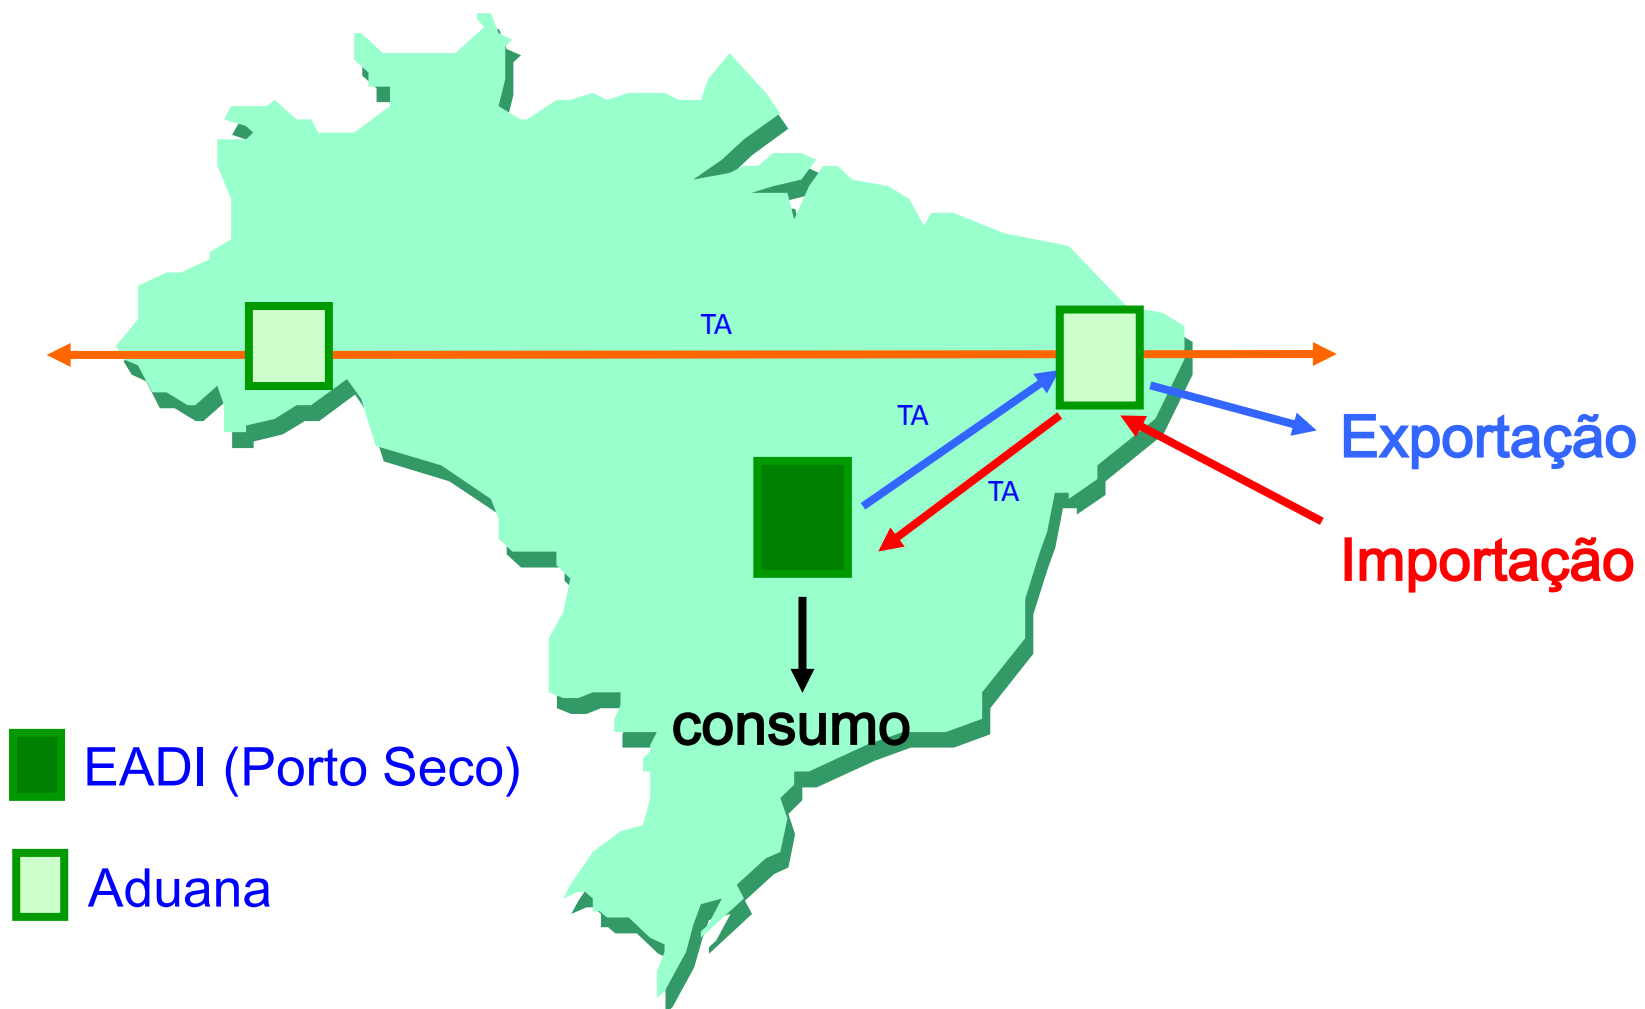 TA
TA
Exportação
TA
Importação
consumo
EADI (Porto Seco)
Aduana